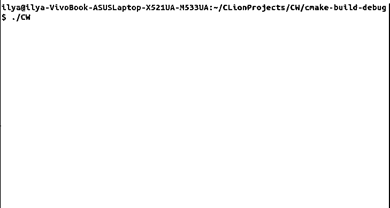 ilya@ilya-VivoBook-ASUSLaptop-X521UA-M533UA:~/CLionProjects/CW/cmake-build-debug
$ ./CW